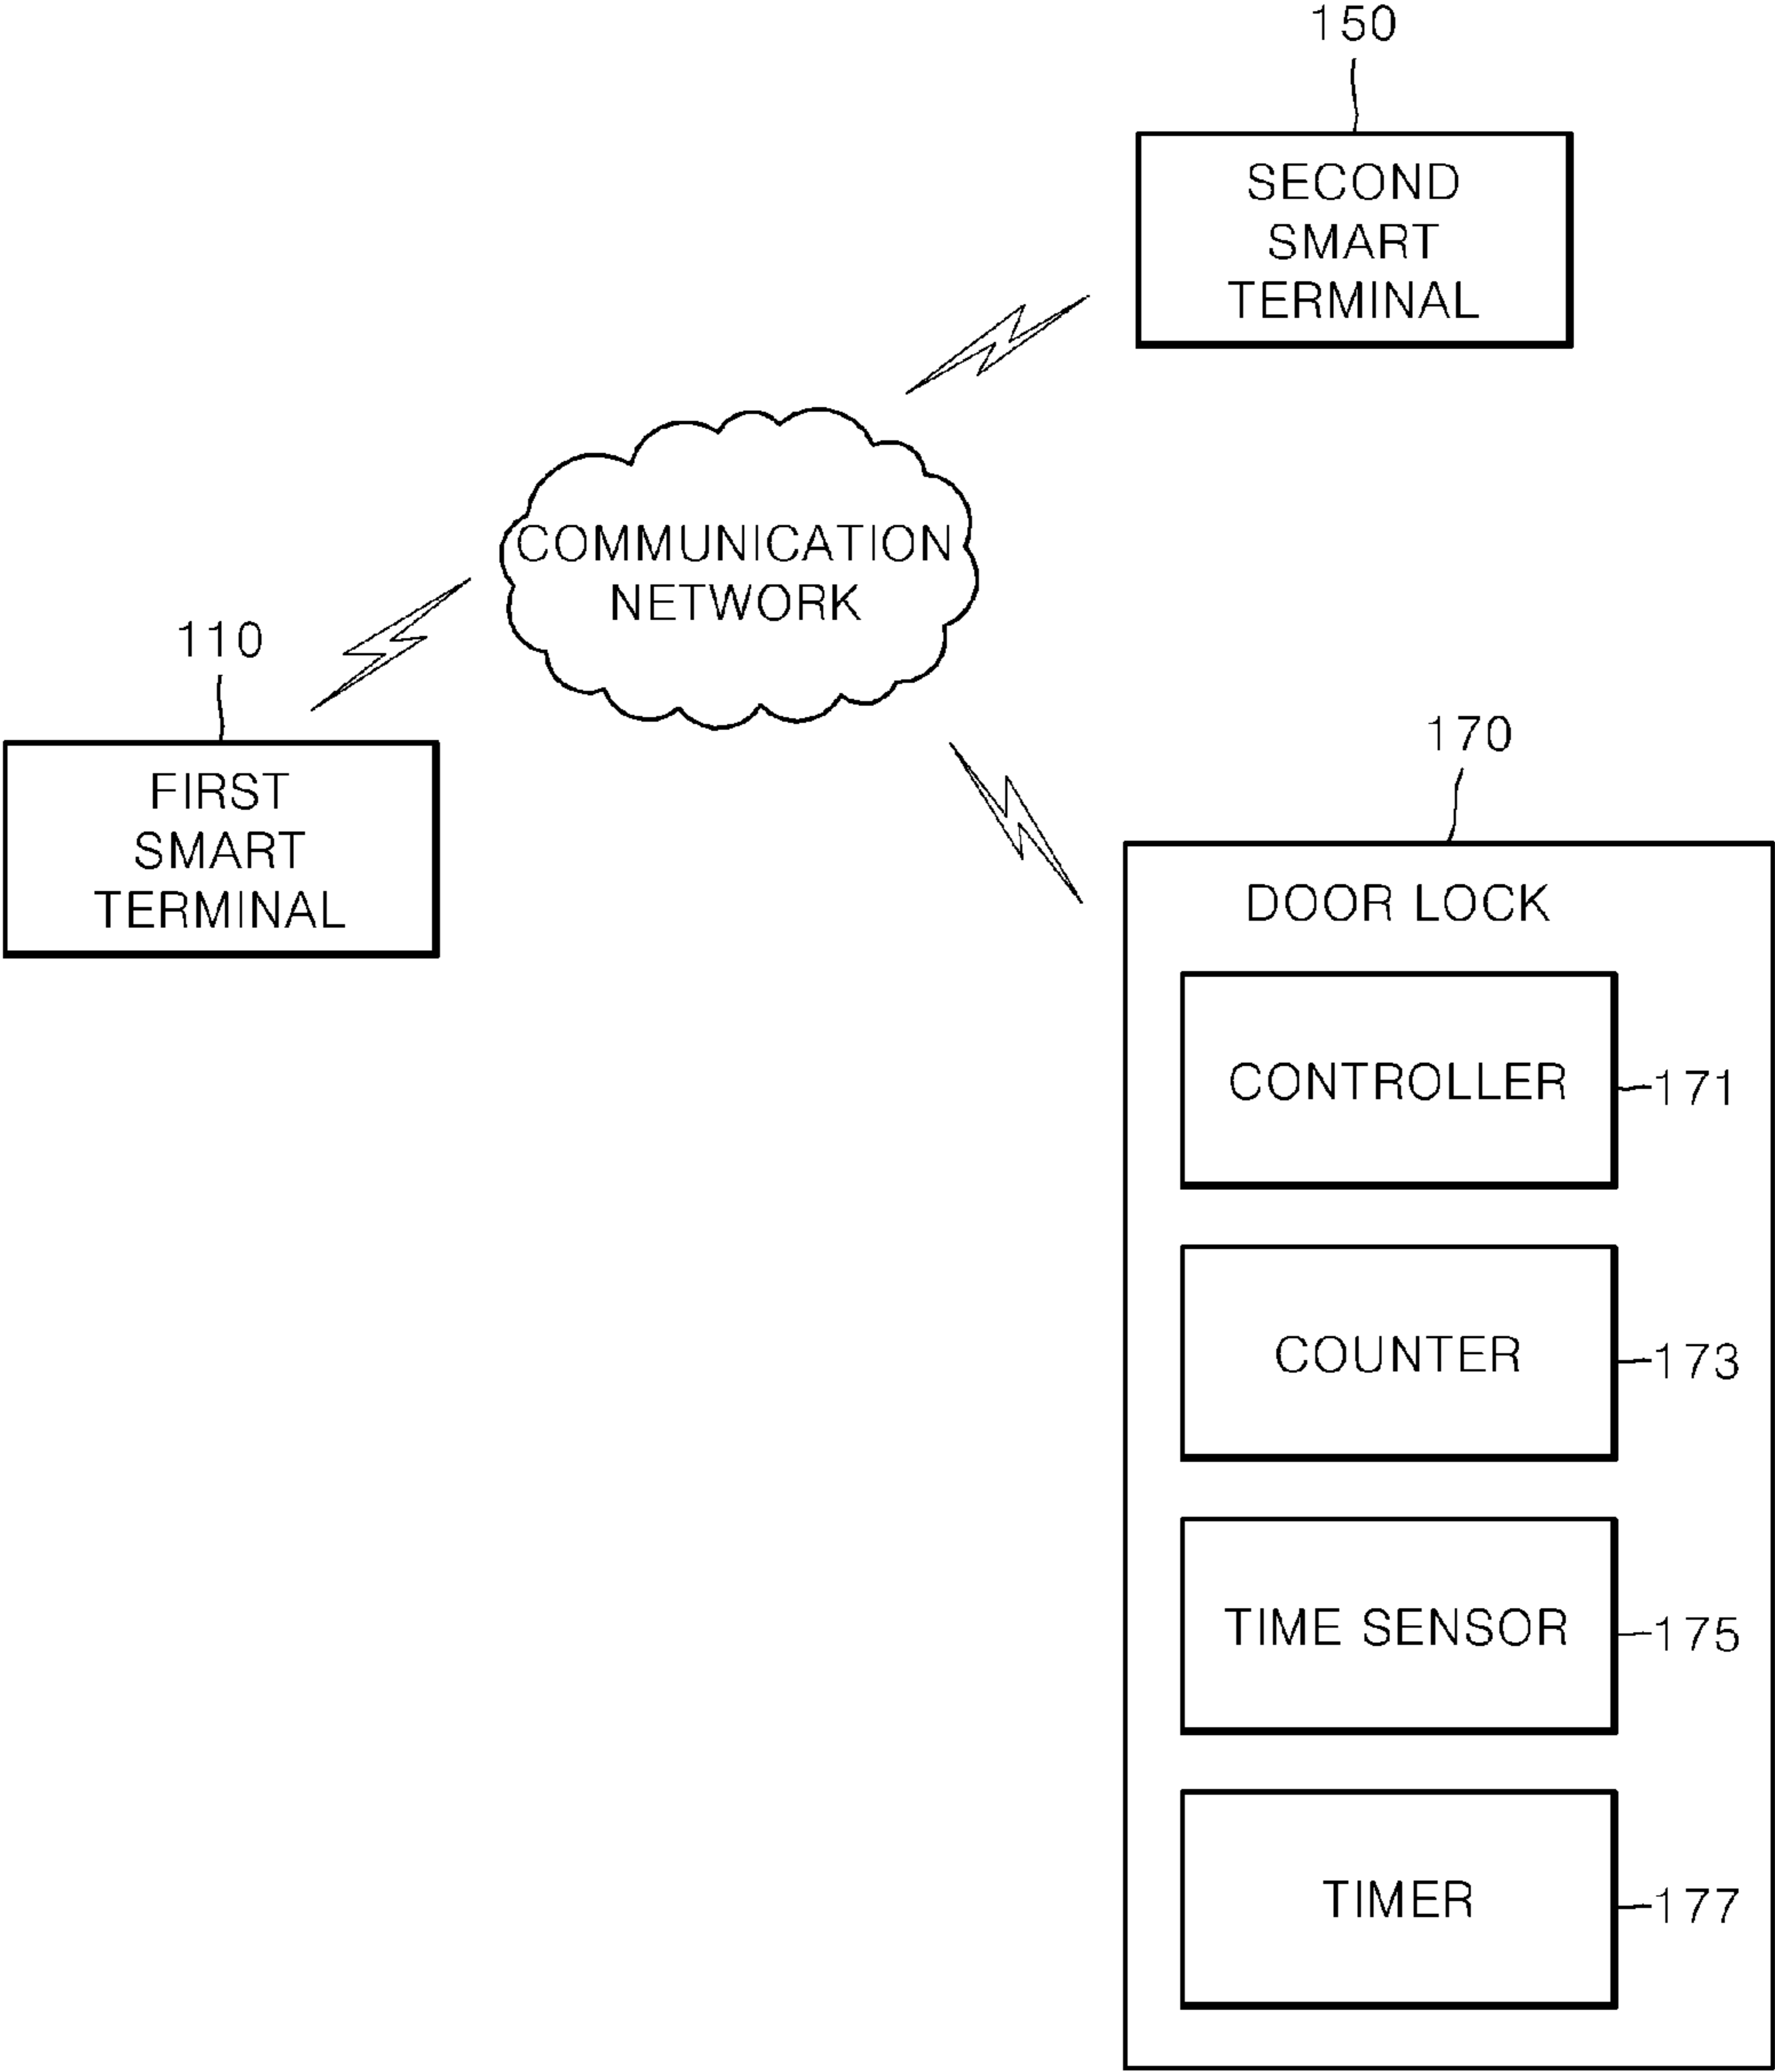 150
SECOND
SMART
TERMINAL
COMMUNICATION
NETWORK
110
FIRST
SMART
TERMINAL
170
DOOR LOCK
CONTROLLER
171
COUNTER
173
TIME SENSOR
175
TIMER
177